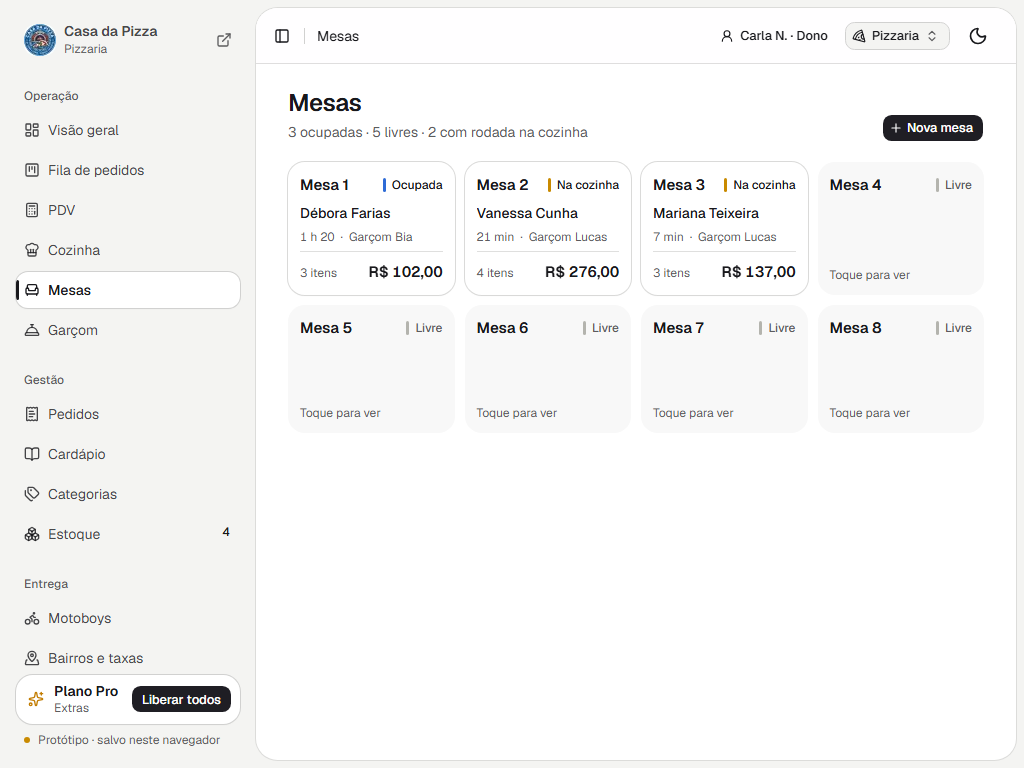 Casa da Pizza
Pizzaria
Operação
Visão geral
Fila de pedidos
PDV
Cozinha
Mesas
Garçom
Gestão
Pedidos
Cardápio
Categorias
Estoque 4
Entrega
Motoboys
Bairros e taxas
Plano Pro
Extras
Liberar todos
Protótipo · salvo neste navegador
Mesas
Carla N. · Dono
Pizzaria
Mesas
3 ocupadas · 5 livres · 2 com rodada na cozinha
Nova mesa
Mesa 1 Ocupada
Débora Farias
1 h 20 · Garçom Bia
3 itens R$ 102,00
Mesa 2 Na cozinha
Vanessa Cunha
21 min · Garçom Lucas
4 itens R$ 276,00
Mesa 3 Na cozinha
Mariana Teixeira
7 min · Garçom Lucas
3 itens R$ 137,00
Mesa 4 Livre
Toque para ver
Mesa 5 Livre
Toque para ver
Mesa 6 Livre
Toque para ver
Mesa 7 Livre
Toque para ver
Mesa 8 Livre
Toque para ver